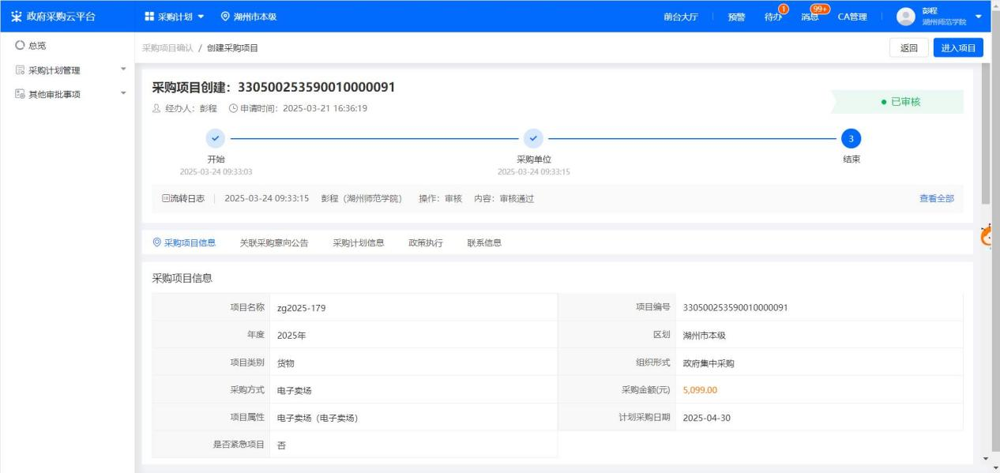 政府采购云平台 采购计划 湖州市本级 前台大厅 预警 待办 1 消息 99+ CA管理 彭程
湖州师范学院
总览
采购计划管理
其他审批事项
采购项目确认 / 创建采购项目 返回 进入项目
采购项目创建：330500253590010000091
经办人：彭程 申请时间：2025-03-21 16:36:19
已审核
3
开始 采购单位 结束
2025-03-24 09:33:03 2025-03-24 09:33:15
流转日志 2025-03-24 09:33:15 彭程（湖州师范学院） 操作：审核 内容：审核通过 查看全部
采购项目信息 关联采购意向公告 采购计划信息 政策执行 联系信息
采购项目信息
项目名称 zg2025-179 项目编号 330500253590010000091
年度 2025年 区划 湖州市本级
项目类别 货物 组织形式 政府集中采购
采购方式 电子卖场 采购金额(元) 5,099.00
项目属性 电子卖场（电子卖场） 计划采购日期 2025-04-30
是否紧急项目 否